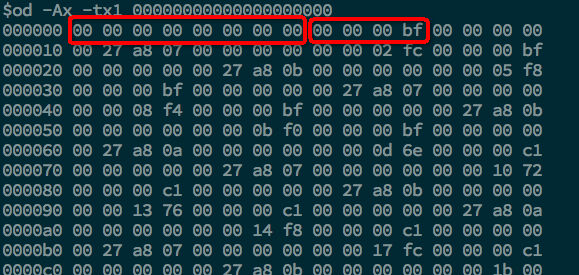 $od -Ax -tx1 00000000000000000000
000000 00 00 00 00 00 00 00 00 00 00 00 bf 00 00 00 00
000010 00 27 a8 07 00 00 00 00 00 00 02 fc 00 00 00 bf
000020 00 00 00 00 00 27 a8 0b 00 00 00 00 00 00 05 f8
000030 00 00 00 bf 00 00 00 00 00 27 a8 07 00 00 00 00
000040 00 00 08 f4 00 00 00 bf 00 00 00 00 00 27 a8 0b
000050 00 00 00 00 00 00 0b f0 00 00 00 bf 00 00 00 00
000060 00 27 a8 0a 00 00 00 00 00 00 0d 6e 00 00 00 c1
000070 00 00 00 00 00 27 a8 07 00 00 00 00 00 00 10 72
000080 00 00 00 c1 00 00 00 00 00 27 a8 0b 00 00 00 00
000090 00 00 13 76 00 00 00 c1 00 00 00 00 00 27 a8 0a
0000a0 00 00 00 00 00 00 14 f8 00 00 00 c1 00 00 00 00
0000b0 00 27 a8 07 00 00 00 00 00 00 17 fc 00 00 00 c1
0000c0 00 00 00 00 00 27 a8 0b 00 00 00 00 00 00 1b 00